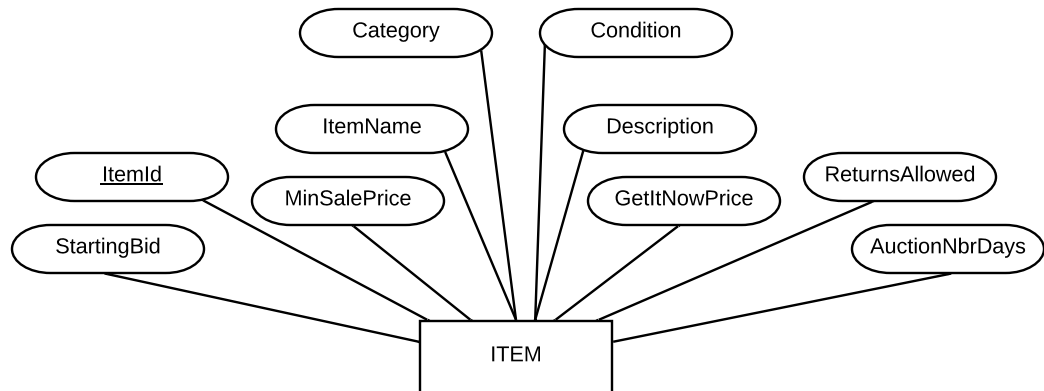 Category
Condition
ItemName
Description
ItemId
ReturnsAllowed
MinSalePrice
GetItNowPrice
StartingBid
AuctionNbrDays
ITEM